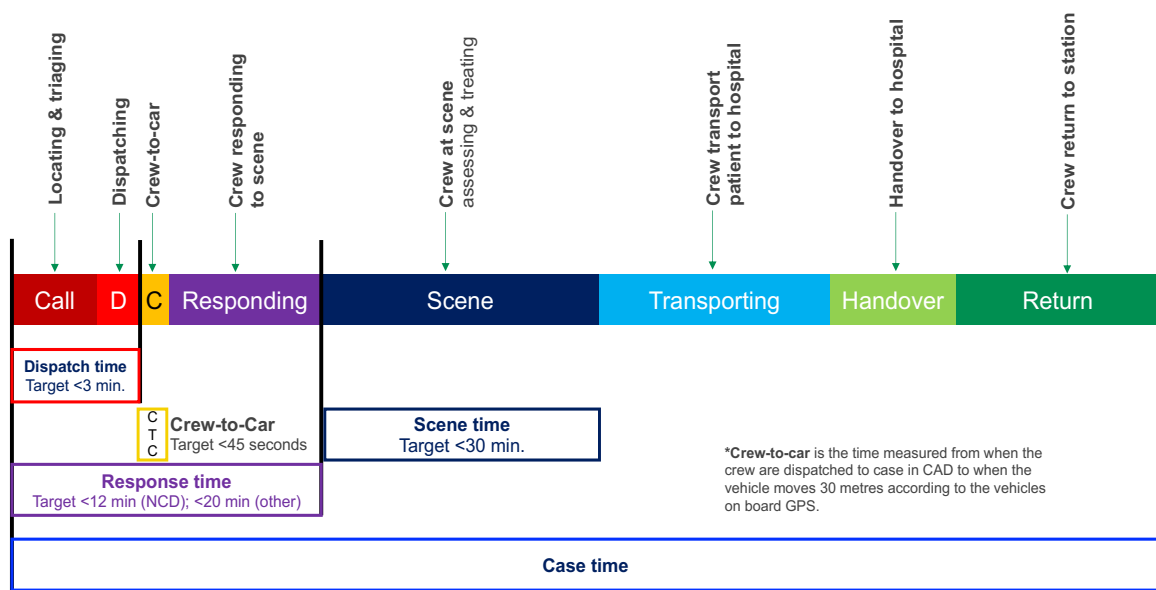 Locating & triaging
Dispatching
Crew-to-car
Crew responding
to scene
Crew at scene
assessing & treating
Crew transport
patient to hospital
Handover to hospital
Crew return to station
Call
D
C
Responding
Scene
Transporting
Handover
Return
Dispatch time
Target <3 min.
C
T
C
Crew-to-Car
Target <45 seconds
Scene time
Target <30 min.
*Crew-to-car is the time measured from when the
crew are dispatched to case in CAD to when the
vehicle moves 30 metres according to the vehicles
on board GPS.
Response time
Target <12 min (NCD); <20 min (other)
Case time